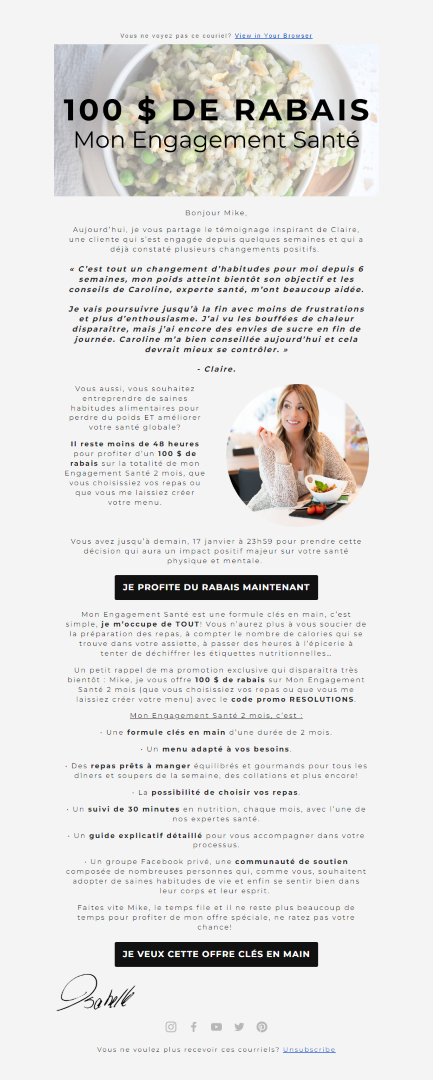 Vous ne voyez pas ce couriel? View in Your Browser
100 $ DE RABAIS
Mon Engagement Santé
Bonjour Mike,
Aujourd'hui, je vous partage le témoignage inspirant de Claire,
une cliente qui s'est engagée depuis quelques semaines et qui a
déjà constaté plusieurs changements positifs.
« C'est tout un changement d'habitudes pour moi depuis 6
semaines, mon poids atteint bientôt son objectif et les
conseils de Caroline, experte santé, m'ont beaucoup aidée.
Je vais poursuivre jusqu'à la fin avec moins de frustrations
et plus d'enthousiasme. J'ai vu les bouffées de chaleur
disparaître, mais j'ai encore des envies de sucre en fin de
journée. Caroline m'a bien conseillée aujourd'hui et cela
devrait mieux se contrôler. »
- Claire.
Vous aussi, vous souhaitez
entreprendre de saines
habitudes alimentaires pour
perdre du poids ET améliorer
votre santé globale?
Il reste moins de 48 heures
pour profiter d'un 100 $ de
rabais sur la totalité de mon
Engagement Santé 2 mois, que
vous choisissiez vos repas ou
que vous me laissiez créer
votre menu.
Vous avez jusqu'à demain, 17 janvier à 23h59 pour prendre cette
décision qui aura un impact positif majeur sur votre santé
physique et mentale.
JE PROFITE DU RABAIS MAINTENANT
Mon Engagement Santé est une formule clés en main, c'est
simple, je m'occupe de TOUT! Vous n'aurez plus à vous soucier de
la préparation des repas, à compter le nombre de calories qui se
trouve dans votre assiette, à passer des heures à l'épicerie à
tenter de déchiffrer les étiquettes nutritionnelles…
Un petit rappel de ma promotion exclusive qui disparaîtra très
bientôt : Mike, je vous offre 100 $ de rabais sur Mon Engagement
Santé 2 mois (que vous choisissiez vos repas ou que vous me
laissiez créer votre menu) avec le code promo RESOLUTIONS.
Mon Engagement Santé 2 mois, c'est :
• Une formule clés en main d'une durée de 2 mois.
• Un menu adapté à vos besoins.
• Des repas prêts à manger équilibrés et gourmands pour tous les
dîners et soupers de la semaine, des collations et plus encore!
• La possibilité de choisir vos repas.
• Un suivi de 30 minutes en nutrition, chaque mois, avec l'une de
nos expertes santé.
• Un guide explicatif détaillé pour vous accompagner dans votre
processus.
• Un groupe Facebook privé, une communauté de soutien
composée de nombreuses personnes qui, comme vous, souhaitent
adopter de saines habitudes de vie et enfin se sentir bien dans
leur corps et leur esprit.
Faites vite Mike, le temps file et il ne reste plus beaucoup de
temps pour profiter de mon offre spéciale, ne ratez pas votre
chance!
JE VEUX CETTE OFFRE CLÉS EN MAIN
Isabelle
Vous ne voulez plus recevoir ces courriels? Unsubscribe